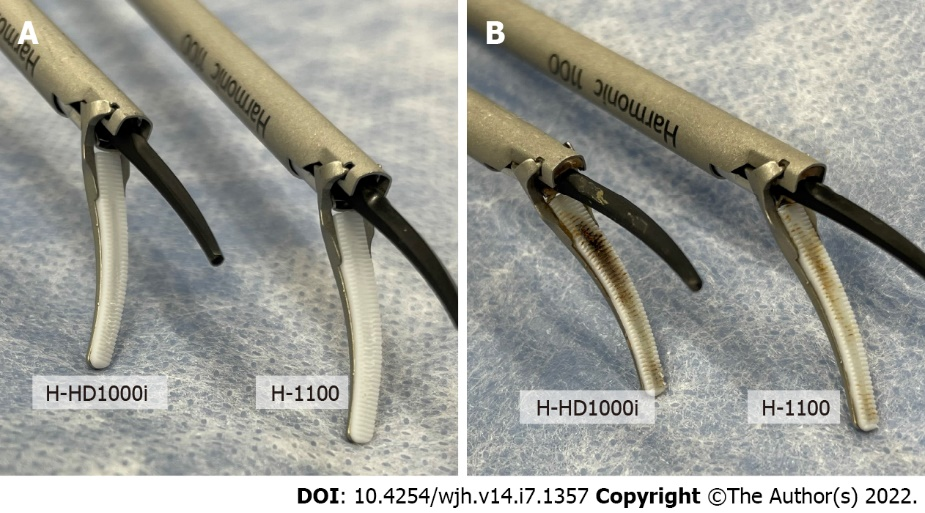 A
Harmonic
Harmonic 1100
H-HD1000i
H-1100
B
Harmonic 1100
H-HD1000i
H-1100
DOI: 10.4254/wjh.v14.i7.1357 Copyright ©The Author(s) 2022.